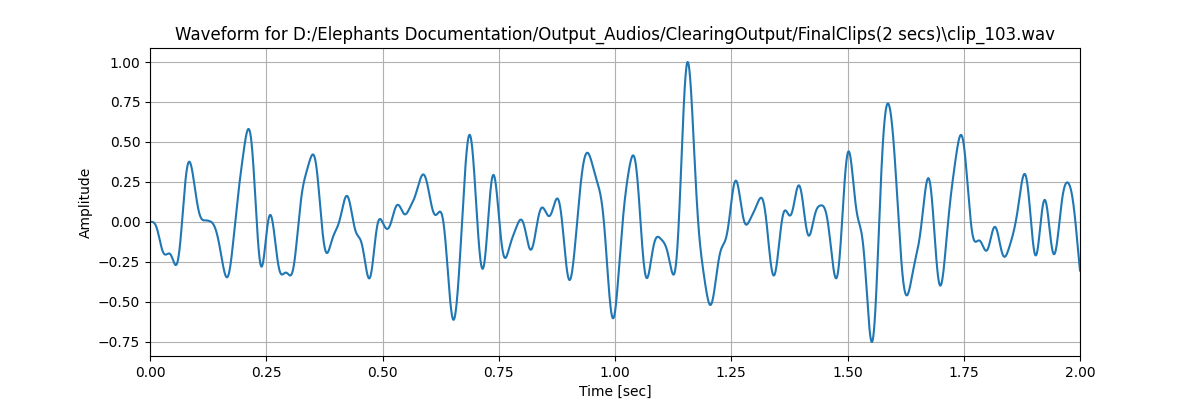 Waveform for D:/Elephants Documentation/Output_Audios/ClearingOutput/FinalClips(2 secs)\clip_103.wav
1.00
0.75
0.50
0.25
0.00
−0.25
−0.50
−0.75
Amplitude
0.00 0.25 0.50 0.75 1.00 1.25 1.50 1.75 2.00
Time [sec]